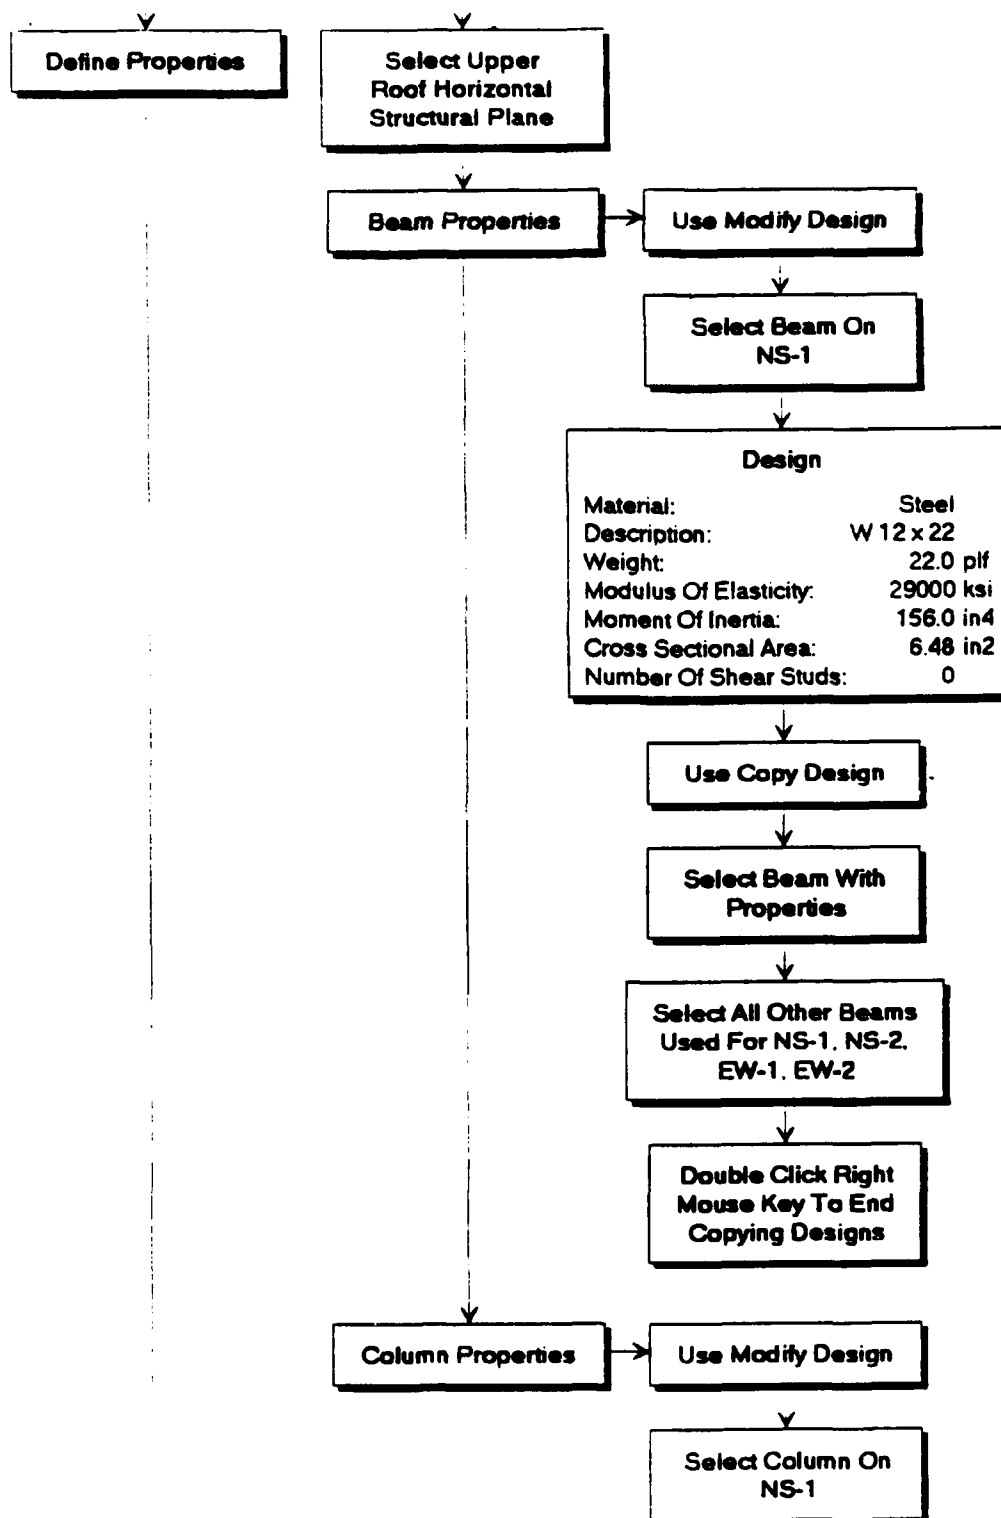 Define Properties
Select Upper
Roof Horizontal
Structural Plane
Beam Properties
Use Modify Design
Select Beam On
NS-1
Design
Material: Steel
Description: W 12 x 22
Weight: 22.0 plf
Modulus Of Elasticity: 29000 ksi
Moment Of Inertia: 156.0 in4
Cross Sectional Area: 6.48 in2
Number Of Shear Studs: 0
Use Copy Design
Select Beam With
Properties
Select All Other Beams
Used For NS-1, NS-2,
EW-1, EW-2
Double Click Right
Mouse Key To End
Copying Designs
Column Properties
Use Modify Design
Select Column On
NS-1